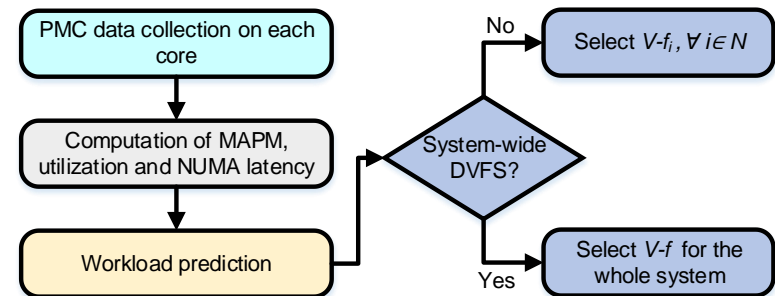 PMC data collection on each
core
Computation of MAPM,
utilization and NUMA latency
Workload prediction
System-wide
DVFS?
No
Select V-fᵢ, ∀ i∈ N
Yes
Select V-f for the
whole system